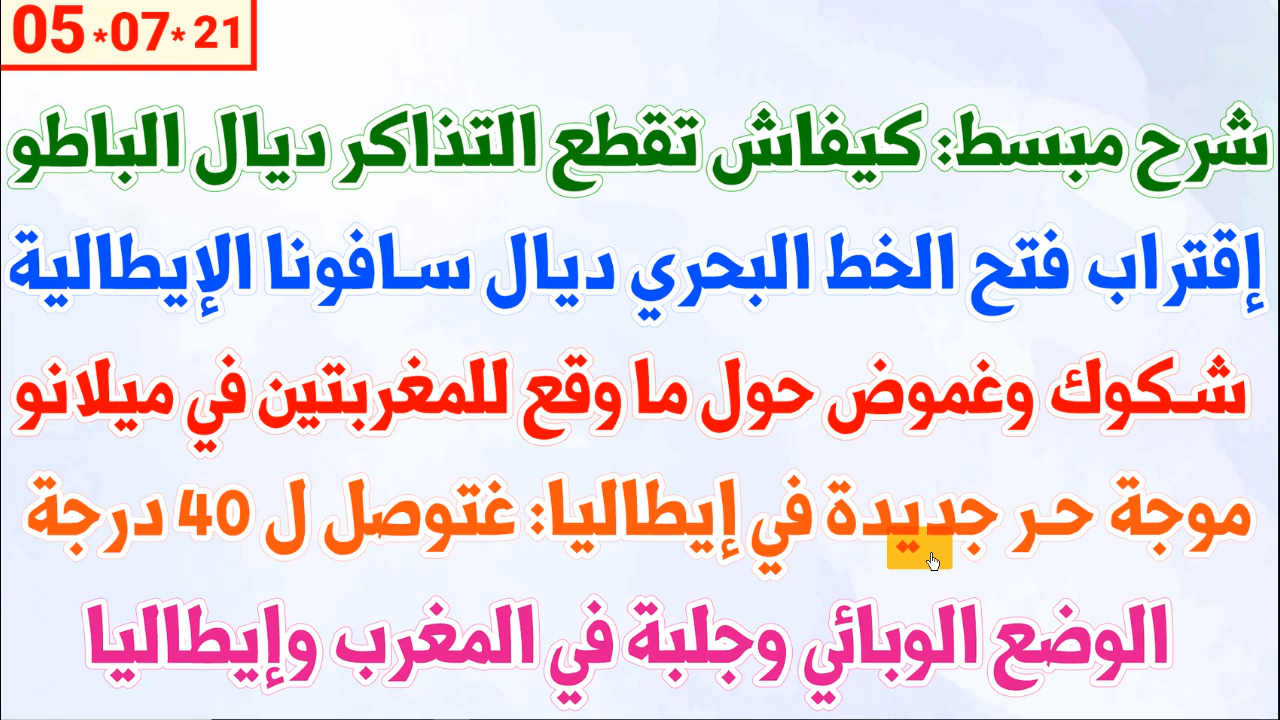 05*07*21
شرح مبسط: كيفاش تقطع التذاكر ديال الباطو
إقتراب فتح الخط البحري ديال سافونا الإيطالية
شكوك وغموض حول ما وقع للمغربتين في ميلانو
موجة حر جديدة في إيطاليا: غتوصل ل 40 درجة
الوضع الوبائي وجلبة في المغرب وإيطاليا